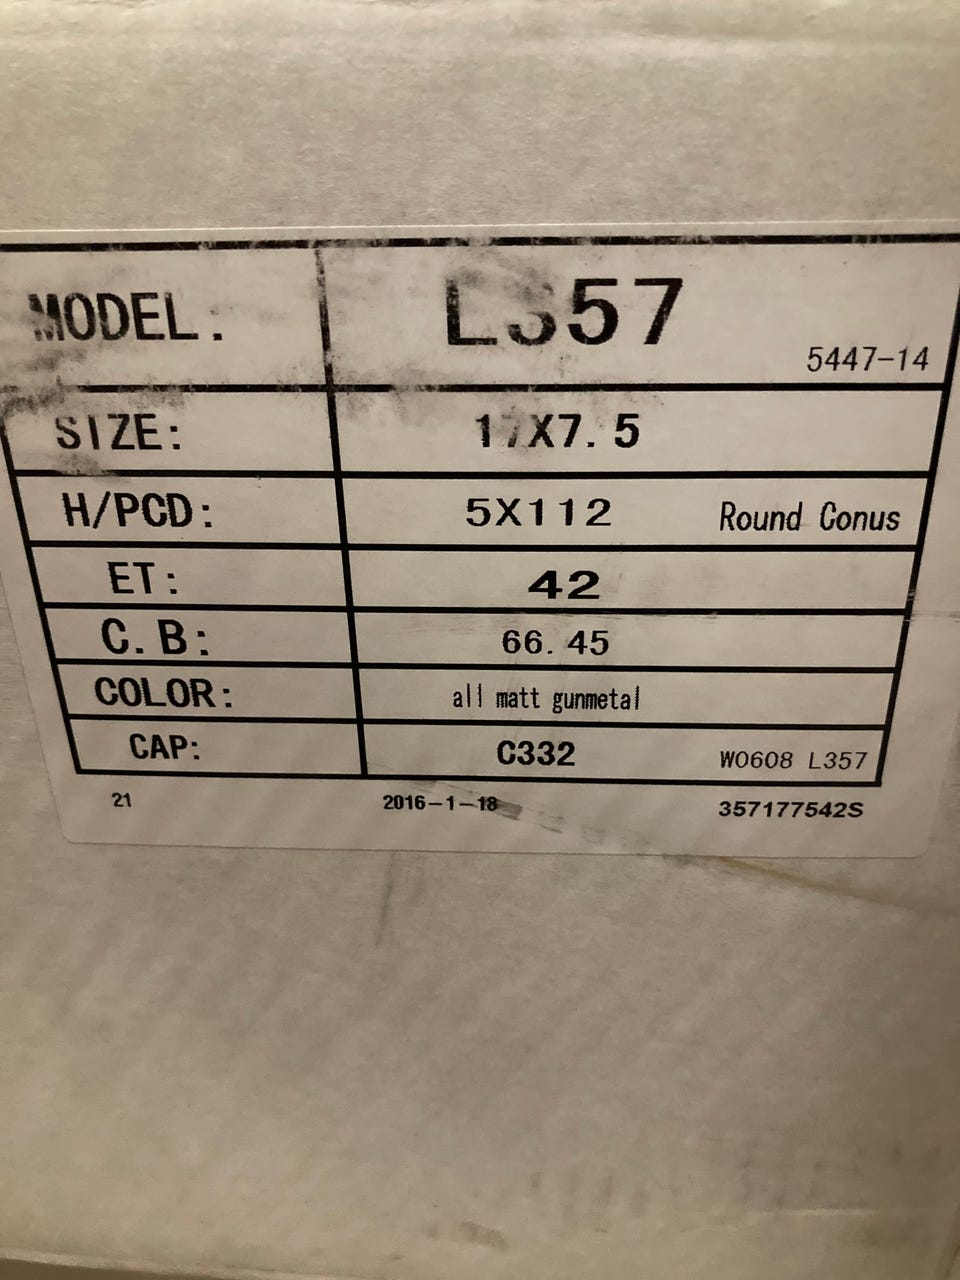 MODEL. L357
5447-14
SIZE: 17X7.5
H/PCD: 5X112 Round Conus
ET: 42
C.B: 66.45
COLOR: all matt gunmetal
CAP: C332 W0608 L357
21 2016-1-18 357177542S